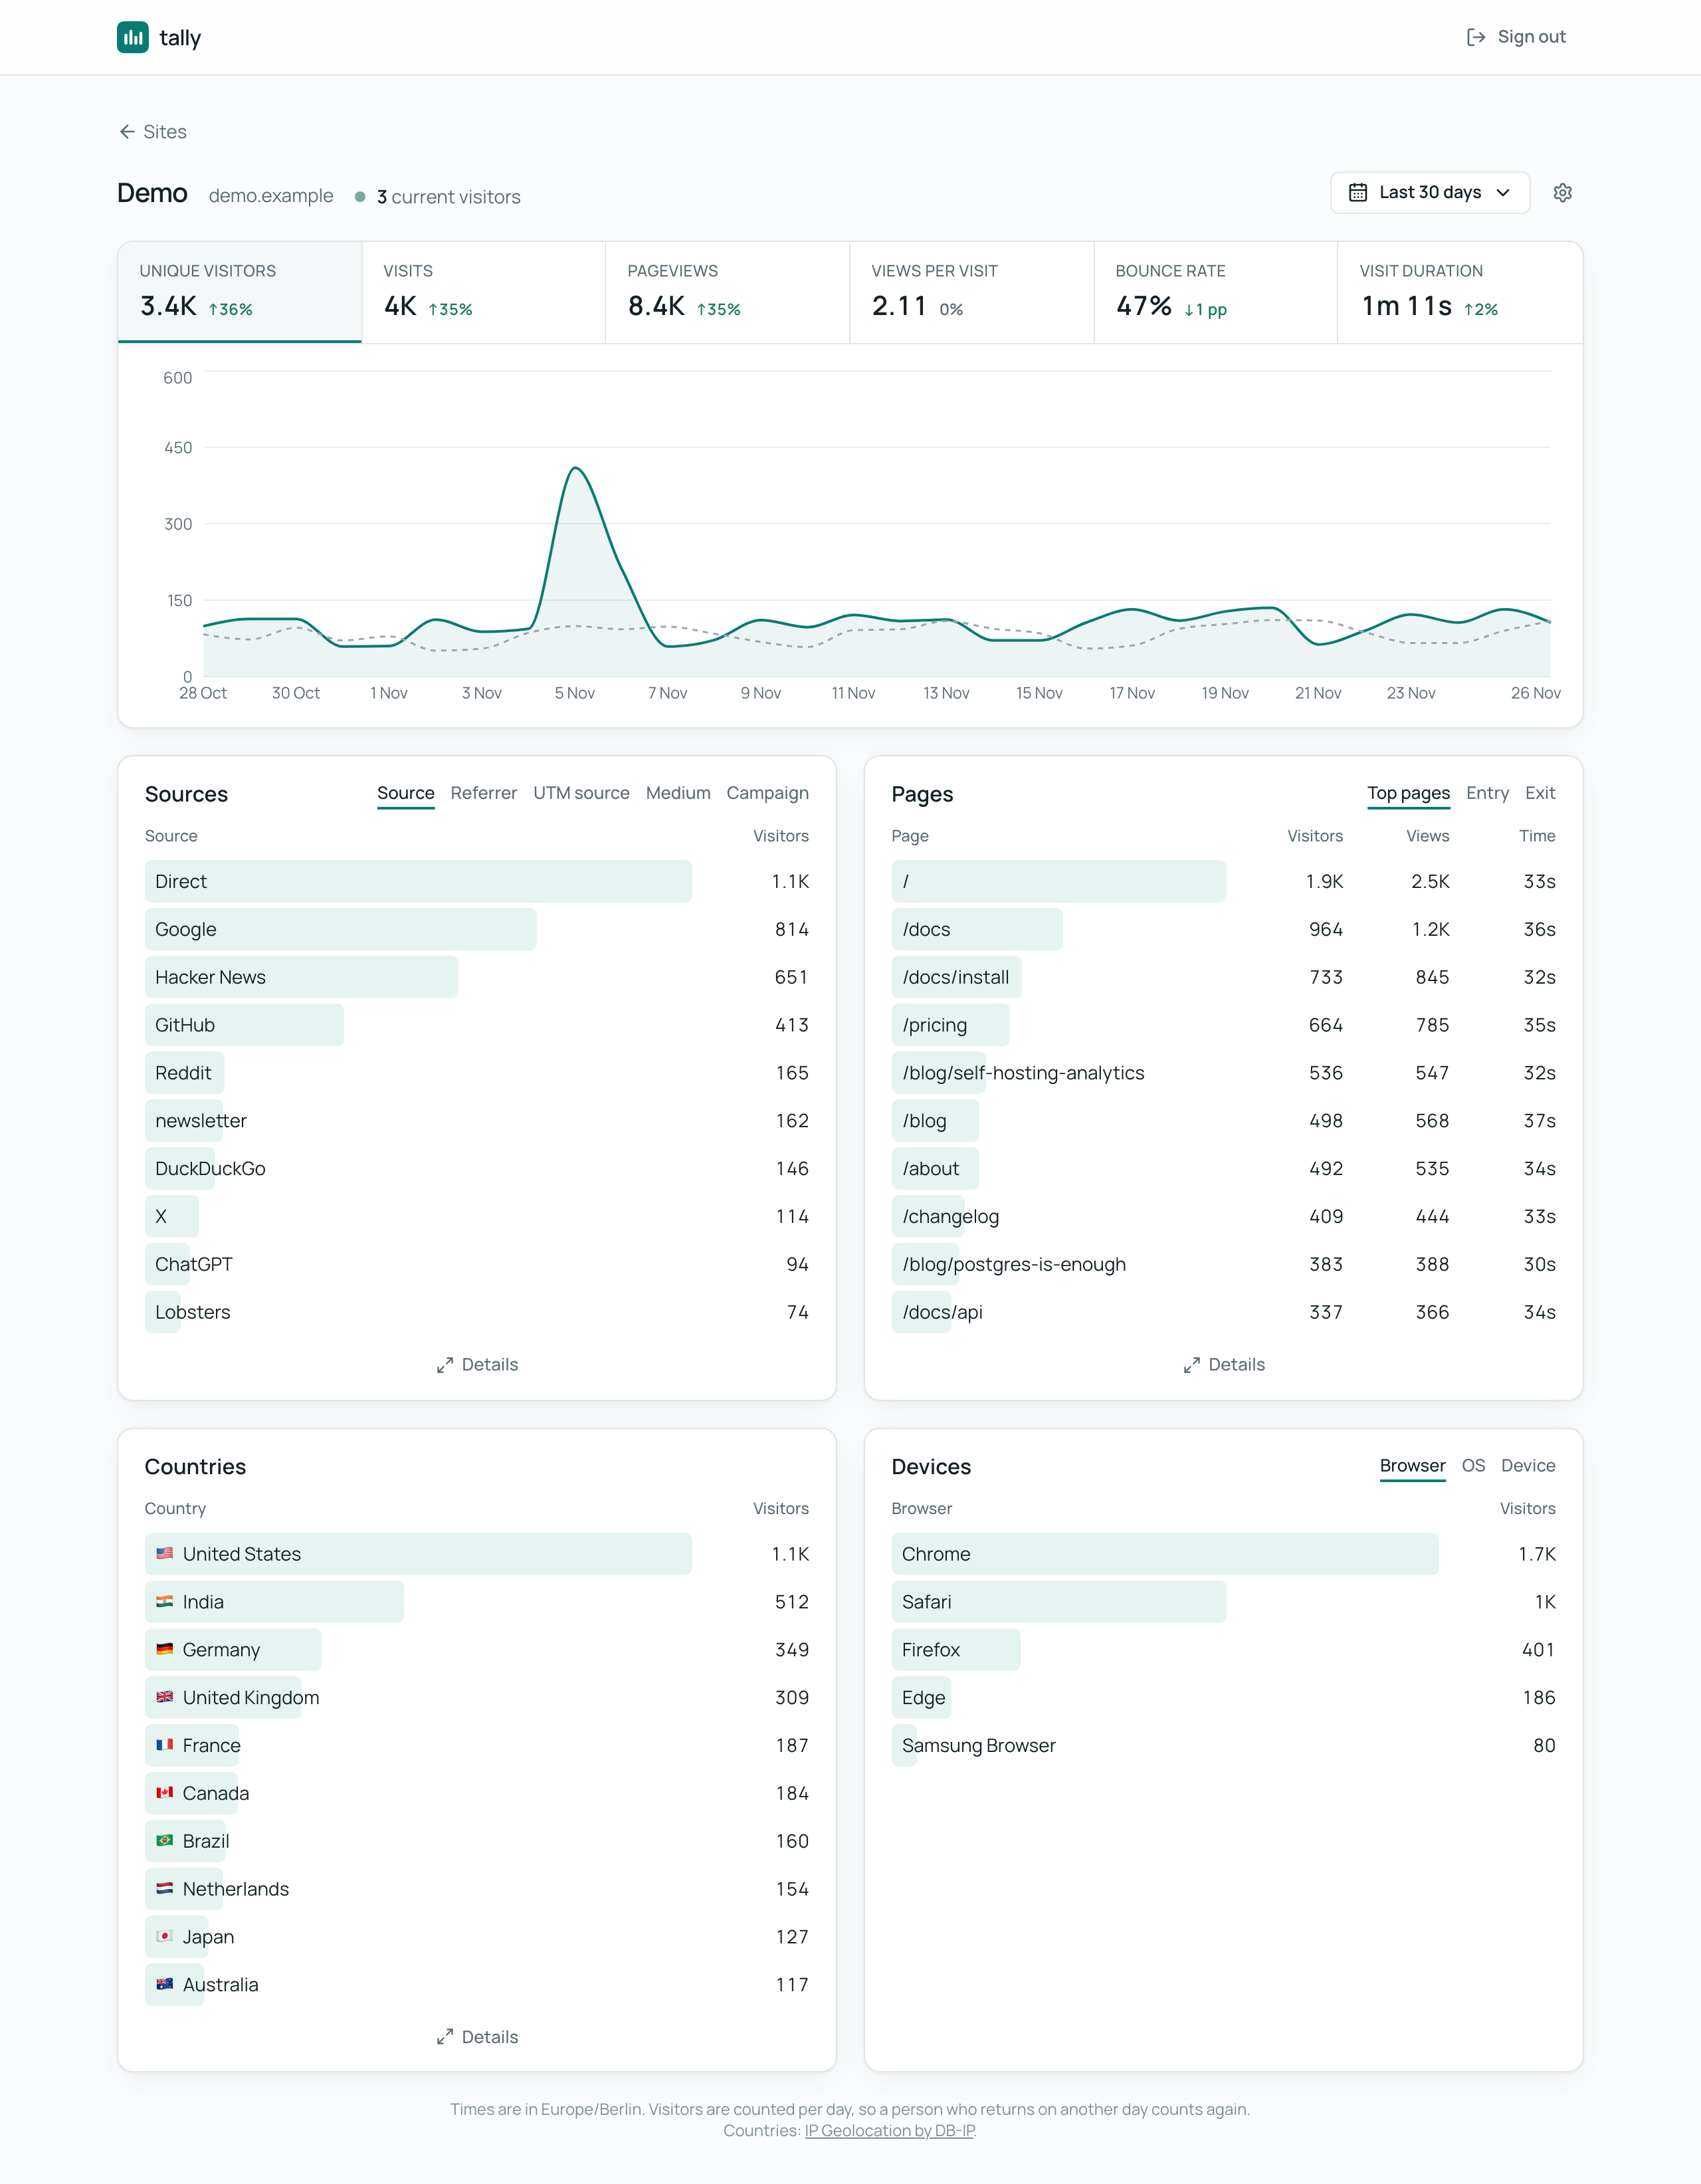 tally
Sign out
← Sites
Demo demo.example 3 current visitors
Last 30 days
UNIQUE VISITORS
3.4K ↑36%
VISITS
4K ↑35%
PAGEVIEWS
8.4K ↑35%
VIEWS PER VISIT
2.11 0%
BOUNCE RATE
47% ↓1 pp
VISIT DURATION
1m 11s ↑2%
600
450
300
150
0
28 Oct 30 Oct 1 Nov 3 Nov 5 Nov 7 Nov 9 Nov 11 Nov 13 Nov 15 Nov 17 Nov 19 Nov 21 Nov 23 Nov 26 Nov
Sources Source Referrer UTM source Medium Campaign
Source Visitors
Direct 1.1K
Google 814
Hacker News 651
GitHub 413
Reddit 165
newsletter 162
DuckDuckGo 146
X 114
ChatGPT 94
Lobsters 74
Details
Pages Top pages Entry Exit
Page Visitors Views Time
/ 1.9K 2.5K 33s
/docs 964 1.2K 36s
/docs/install 733 845 32s
/pricing 664 785 35s
/blog/self-hosting-analytics 536 547 32s
/blog 498 568 37s
/about 492 535 34s
/changelog 409 444 33s
/blog/postgres-is-enough 383 388 30s
/docs/api 337 366 34s
Details
Countries
Country Visitors
United States 1.1K
India 512
Germany 349
United Kingdom 309
France 187
Canada 184
Brazil 160
Netherlands 154
Japan 127
Australia 117
Details
Devices Browser OS Device
Browser Visitors
Chrome 1.7K
Safari 1K
Firefox 401
Edge 186
Samsung Browser 80
Times are in Europe/Berlin. Visitors are counted per day, so a person who returns on another day counts again.
Countries: IP Geolocation by DB-IP.